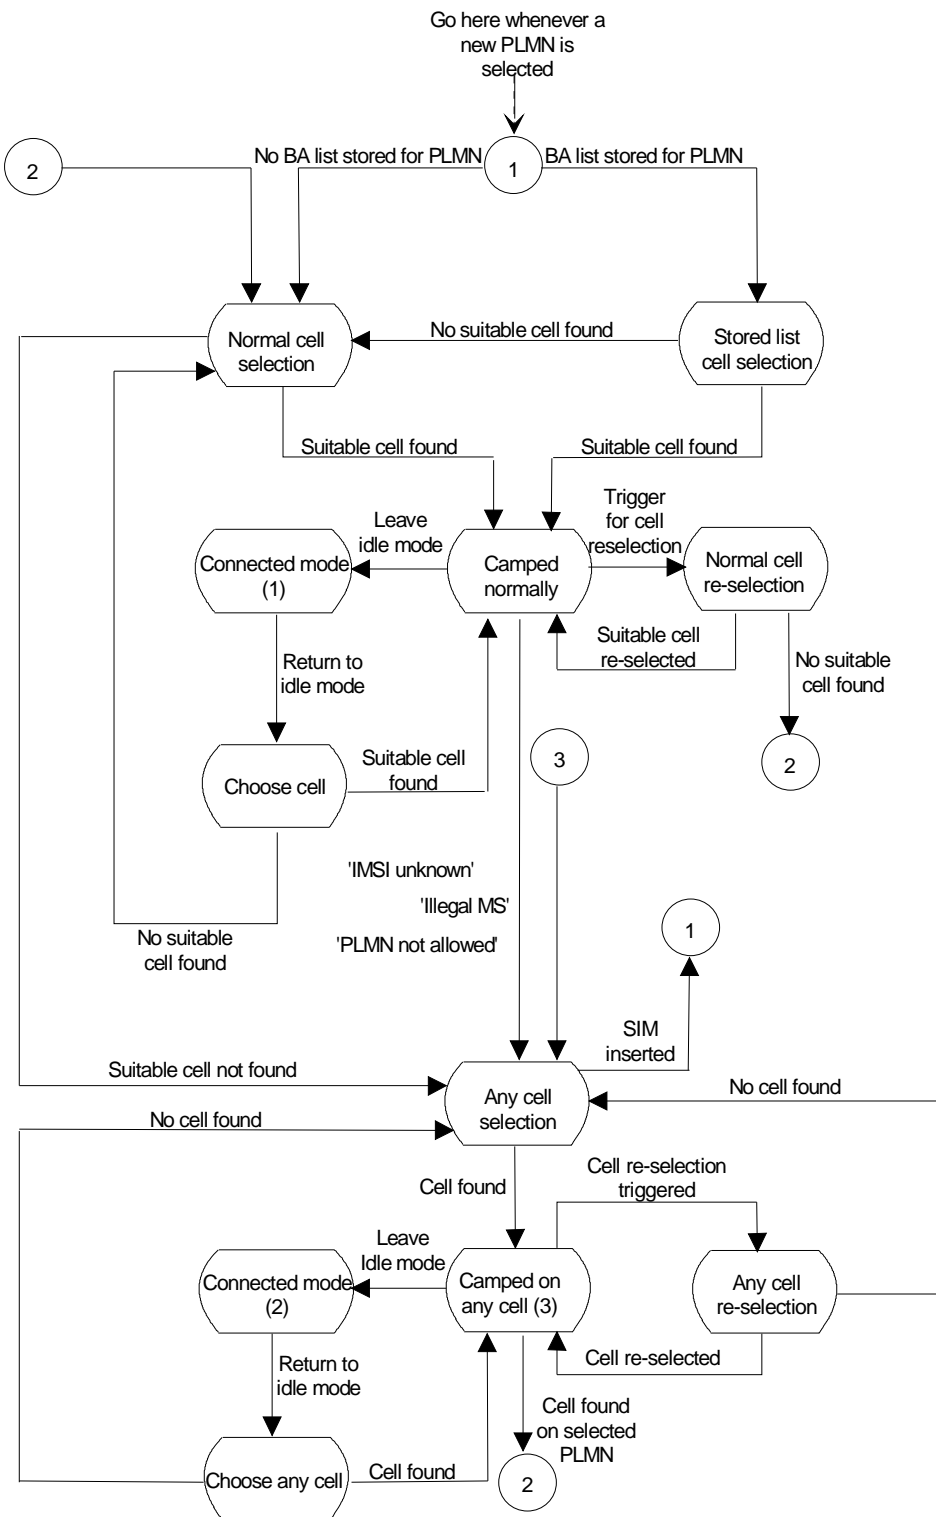 Go here whenever a
new PLMN is
selected
No BA list stored for PLMN
1
BA list stored for PLMN
2
Normal cell
selection
No suitable cell found
Stored list
cell selection
Suitable cell found
Suitable cell found
Leave
idle mode
Trigger
for cell
reselection
Connected mode
(1)
Camped
normally
Normal cell
re-selection
Suitable cell
re-selected
No suitable
cell found
Return to
idle mode
Choose cell
Suitable cell
found
3
2
'IMSI unknown'
'Illegal MS'
'PLMN not allowed'
No suitable
cell found
1
SIM
inserted
Suitable cell not found
Any cell
selection
No cell found
No cell found
Cell found
Cell re-selection
triggered
Leave
Idle mode
Connected mode
(2)
Camped on
any cell (3)
Any cell
re-selection
Cell re-selected
Return to
idle mode
Cell found
on selected
PLMN
Choose any cell
Cell found
2